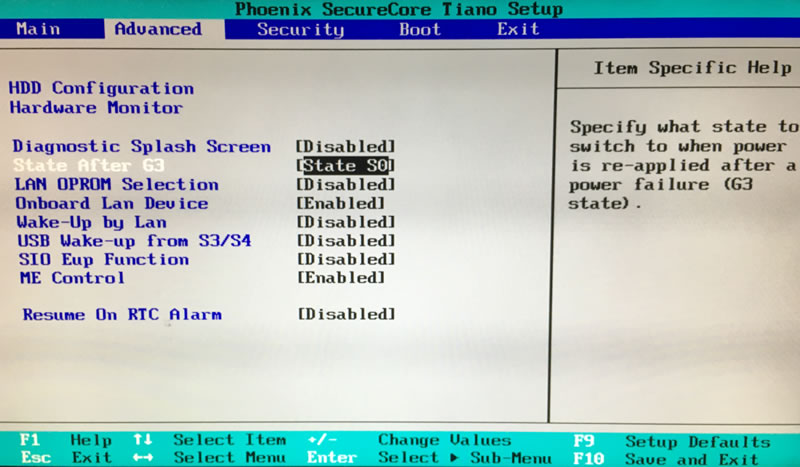 Phoenix SecureCore Tiano Setup
Main Advanced Security Boot Exit
HDD Configuration
Hardware Monitor
Diagnostic Splash Screen [Disabled]
State After G3 [State S0]
LAN OPROM Selection [Disabled]
Onboard Lan Device [Enabled]
Wake-Up by Lan [Disabled]
USB Wake-up from S3/S4 [Disabled]
SIO Eup Function [Disabled]
ME Control [Enabled]
Resume On RTC Alarm [Disabled]
Item Specific Help
Specify what state to
switch to when power
is re-applied after a
power failure (G3
state).
F1 Help ↑↓ Select Item +/- Change Values F9 Setup Defaults
Esc Exit ↔ Select Menu Enter Select ▶ Sub-Menu F10 Save and Exit